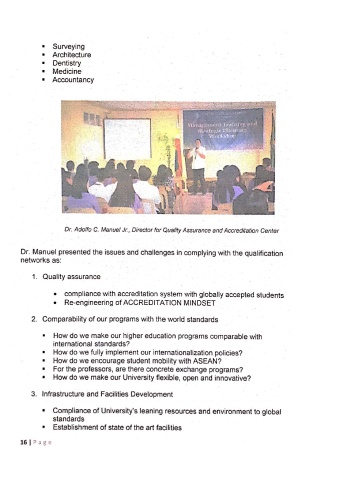 ▪ Surveying
▪ Architecture
▪ Dentistry
▪ Medicine
▪ Accountancy
Management Training and
Strategic Planning
Workshop
Dr. Adolfo C. Manuel Jr., Director for Quality Assurance and Accreditation Center
Dr. Manuel presented the issues and challenges in complying with the qualification
networks as:
1. Quality assurance
• compliance with accreditation system with globally accepted students
• Re-engineering of ACCREDITATION MINDSET
2. Comparability of our programs with the world standards
▪ How do we make our higher education programs comparable with
international standards?
▪ How do we fully implement our internationalization policies?
▪ How do we encourage student mobility with ASEAN?
▪ For the professors, are there concrete exchange programs?
▪ How do we make our University flexible, open and innovative?
3. Infrastructure and Facilities Development
▪ Compliance of University's leaning resources and environment to global
standards
▪ Establishment of state of the art facilities
16 | Page